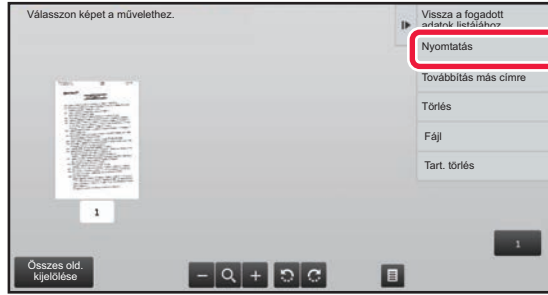 Válasszon képet a művelethez.
Vissza a fogadott
adatok listájához
Nyomtatás
Továbbítás más címre
Törlés
Fájl
Tart. törlés
1
1
Összes old.
kijelölése